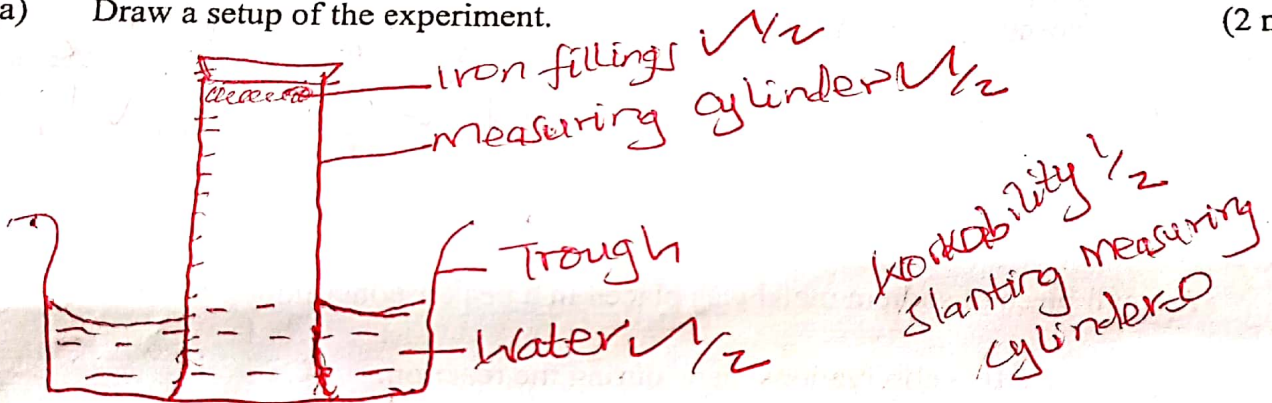 a) Draw a setup of the experiment. (2
Iron fillings ✓1/2
measuring cylinder ✓1/2
Trough
Water ✓1/2
workability 1/2
slanting measuring
cylinder=0